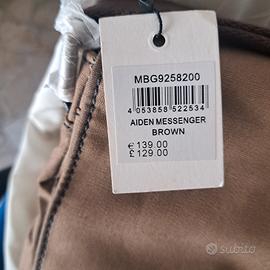 MBG9258200
4 053858 522534
AIDEN MESSENGER
BROWN
€ 139.00
£ 129.00
subito